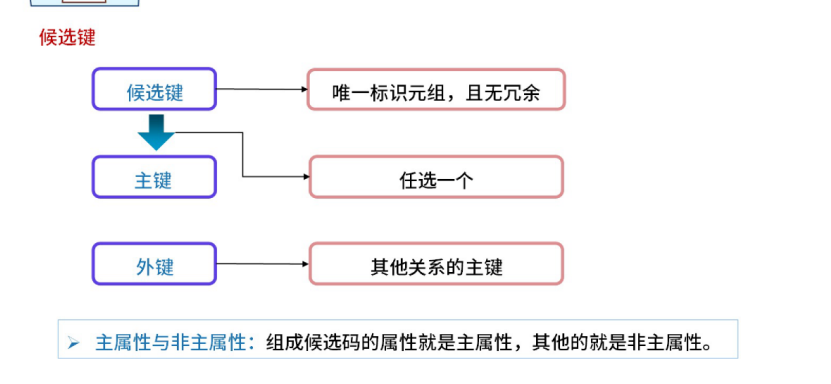 候选键
候选键
唯一标识元组，且无冗余
主键
任选一个
外键
其他关系的主键
➢ 主属性与非主属性：组成候选码的属性就是主属性，其他的就是非主属性。